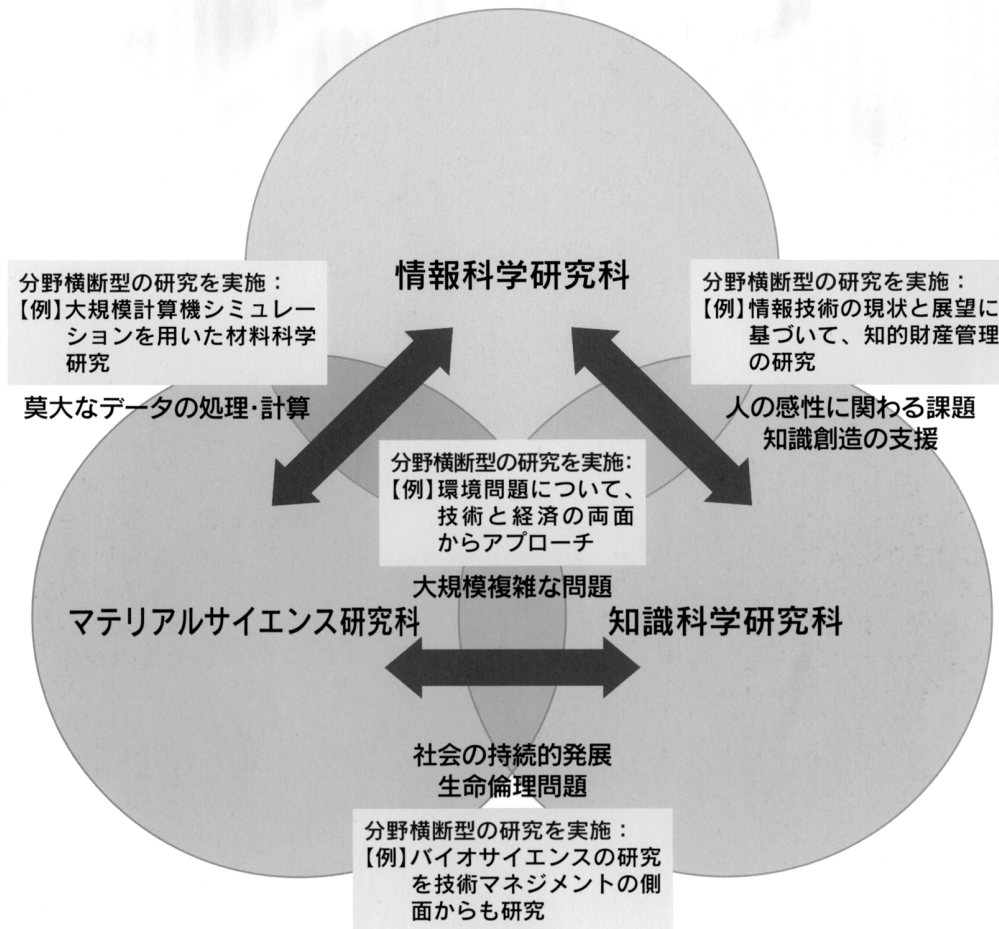 情報科学研究科
分野横断型の研究を実施：
【例】大規模計算機シミュレー
ションを用いた材料科学
研究
莫大なデータの処理・計算
分野横断型の研究を実施：
【例】情報技術の現状と展望に
基づいて、知的財産管理
の研究
人の感性に関わる課題
知識創造の支援
分野横断型の研究を実施：
【例】環境問題について、
技術と経済の両面
からアプローチ
大規模複雑な問題
マテリアルサイエンス研究科
知識科学研究科
社会の持続的発展
生命倫理問題
分野横断型の研究を実施：
【例】バイオサイエンスの研究
を技術マネジメントの側
面からも研究